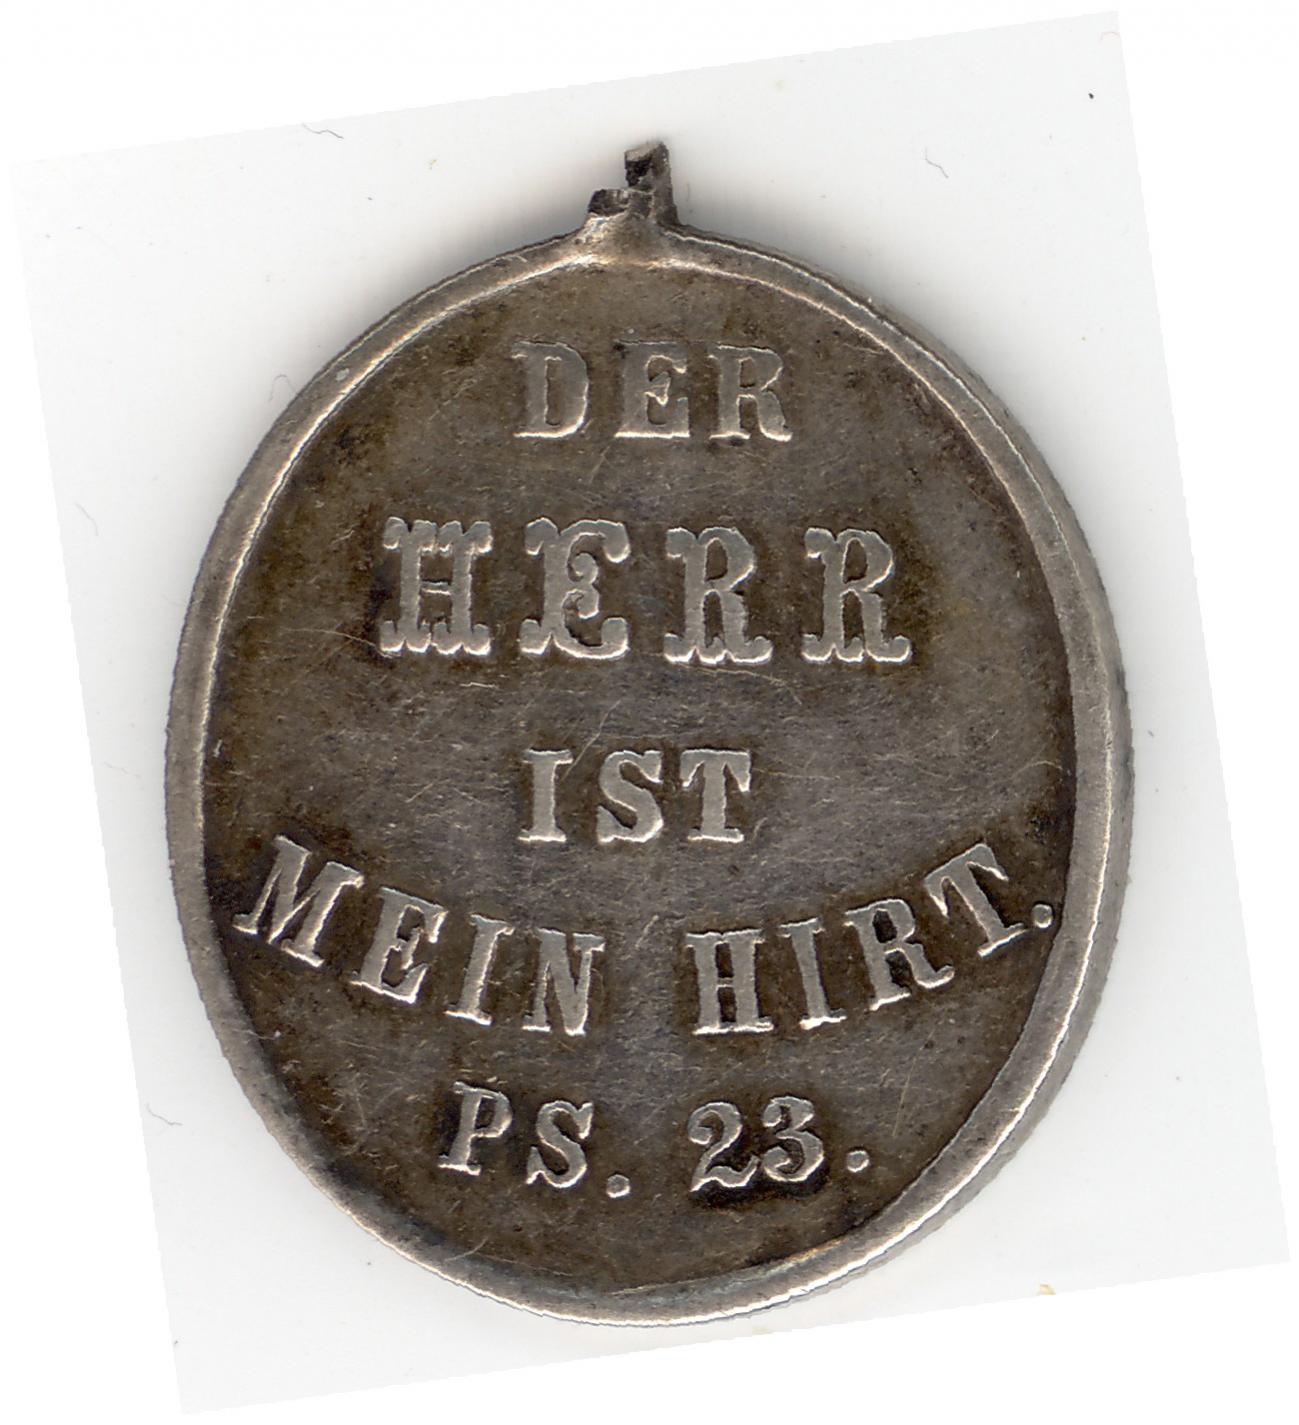 DER
HERR
IST
MEIN HIRT.
PS. 23.